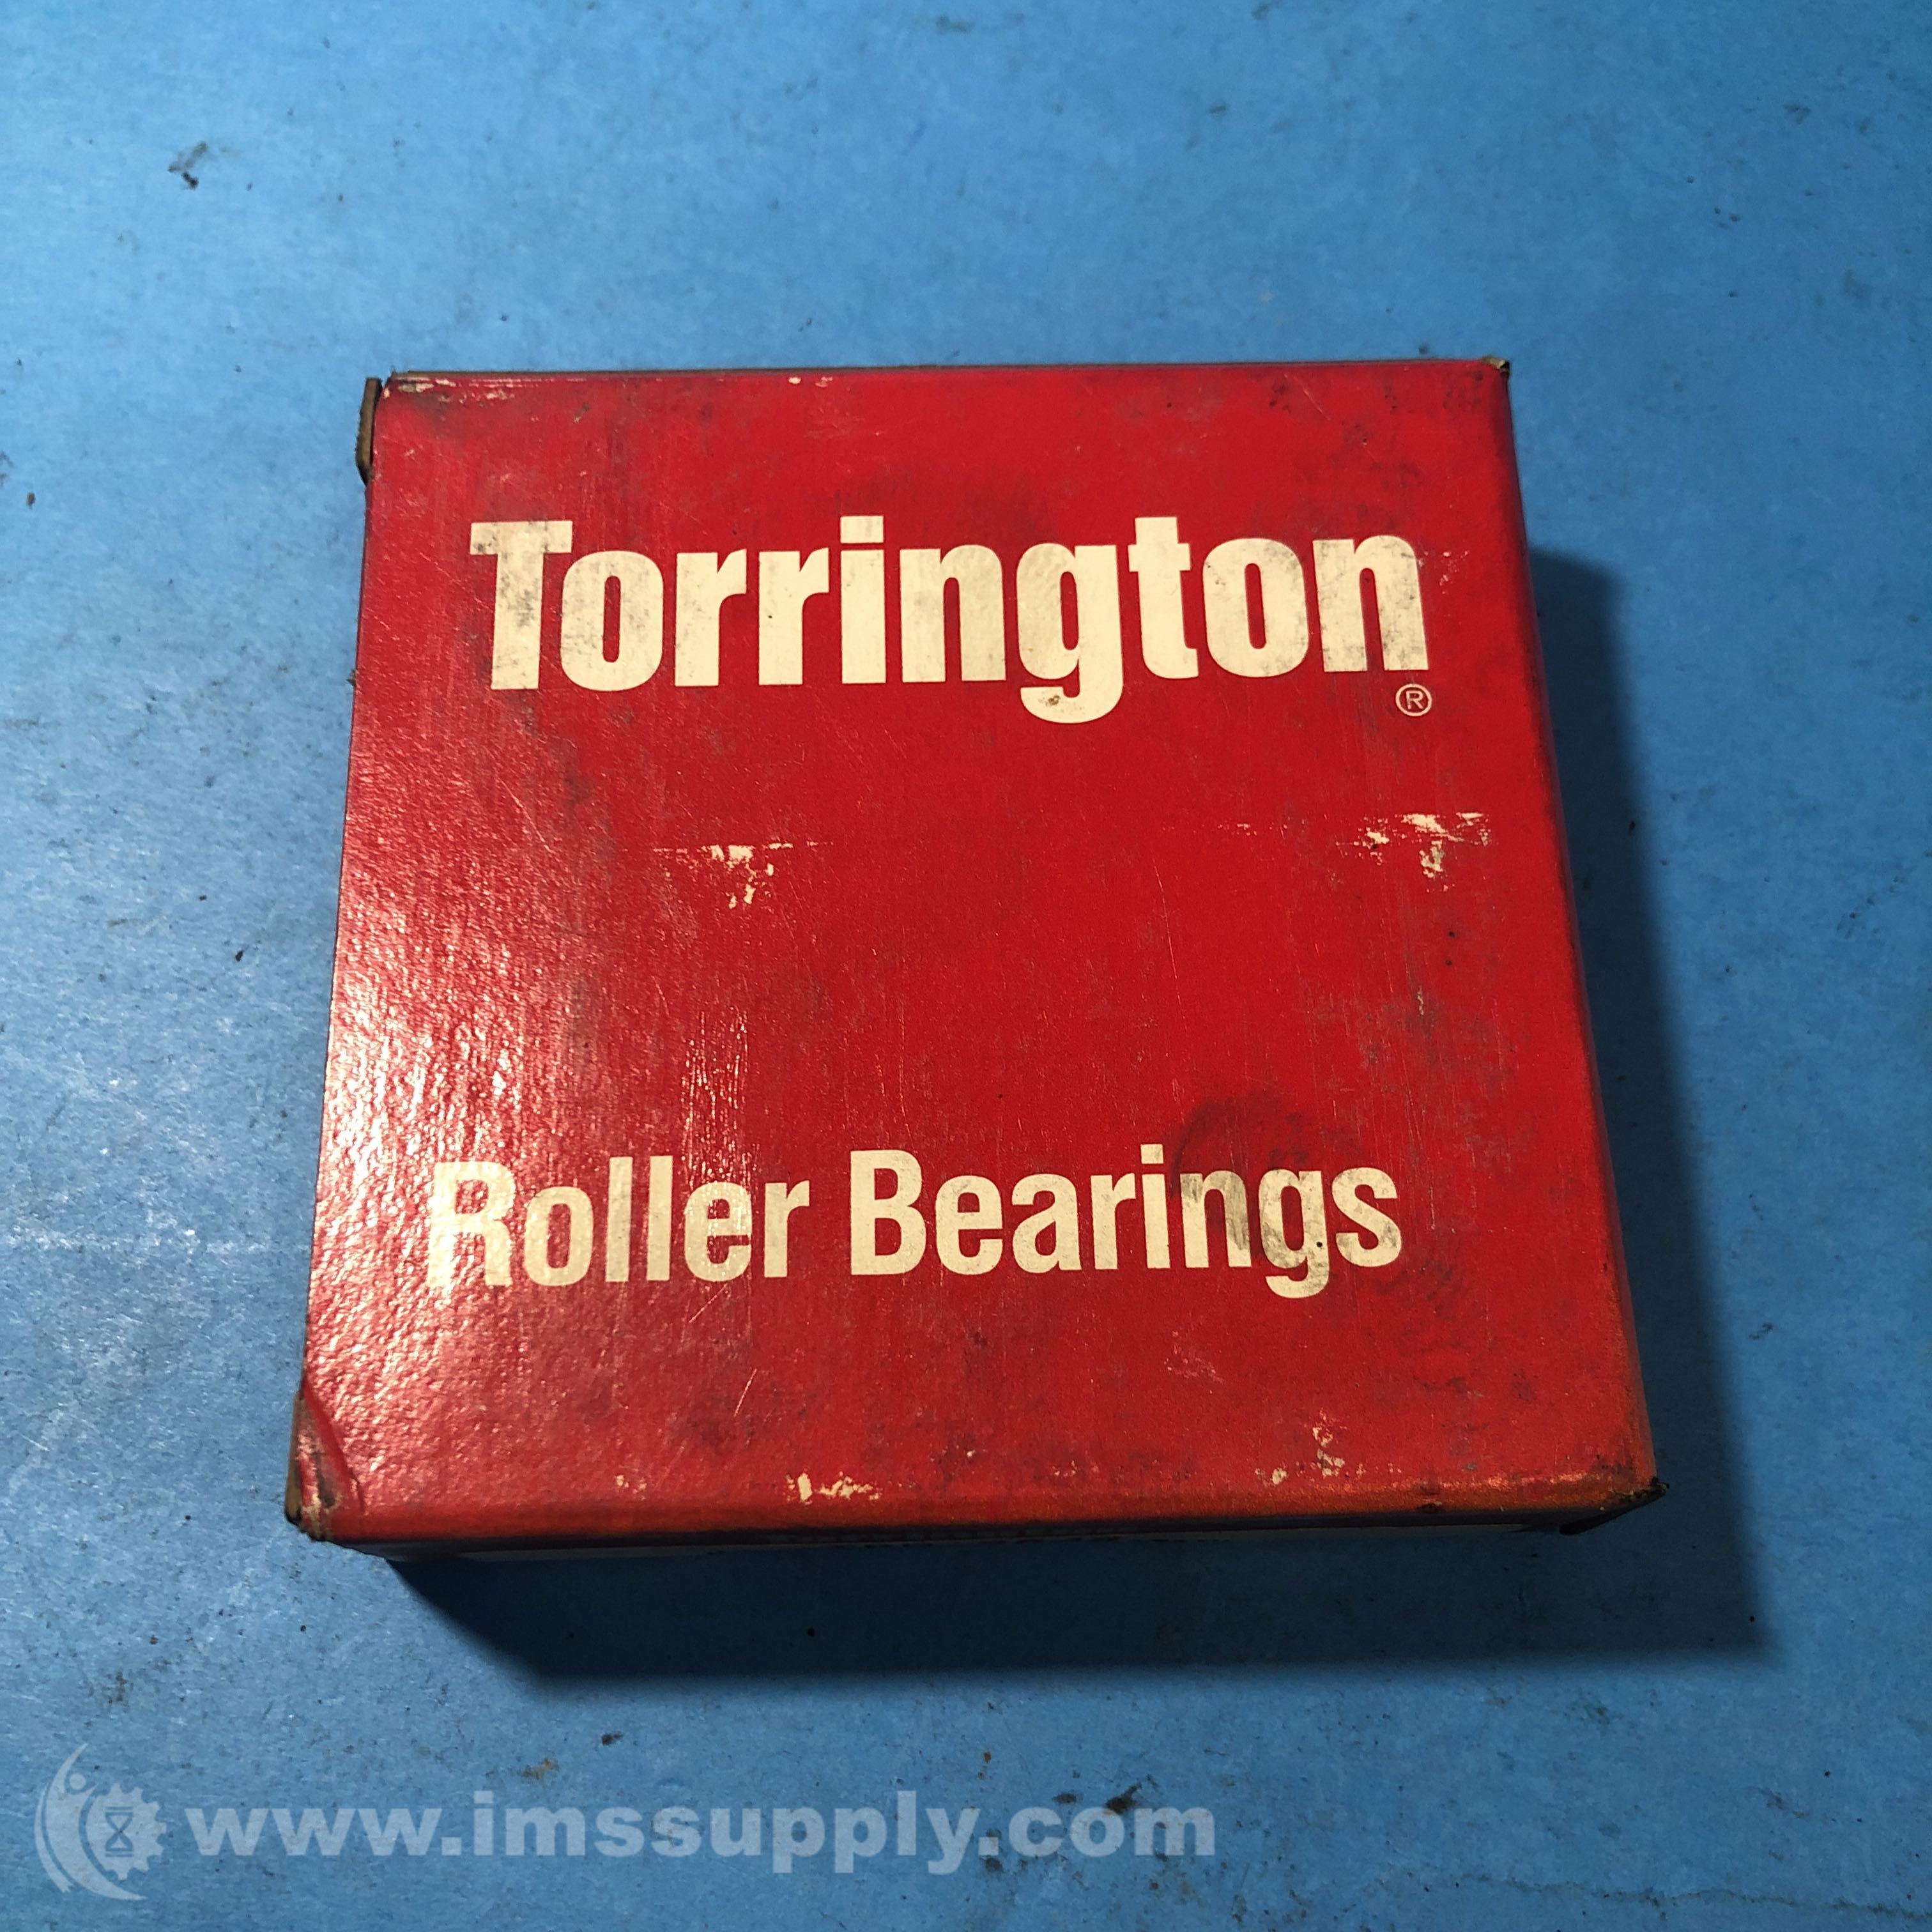 Torrington
®
Roller Bearings
www.imssupply.com